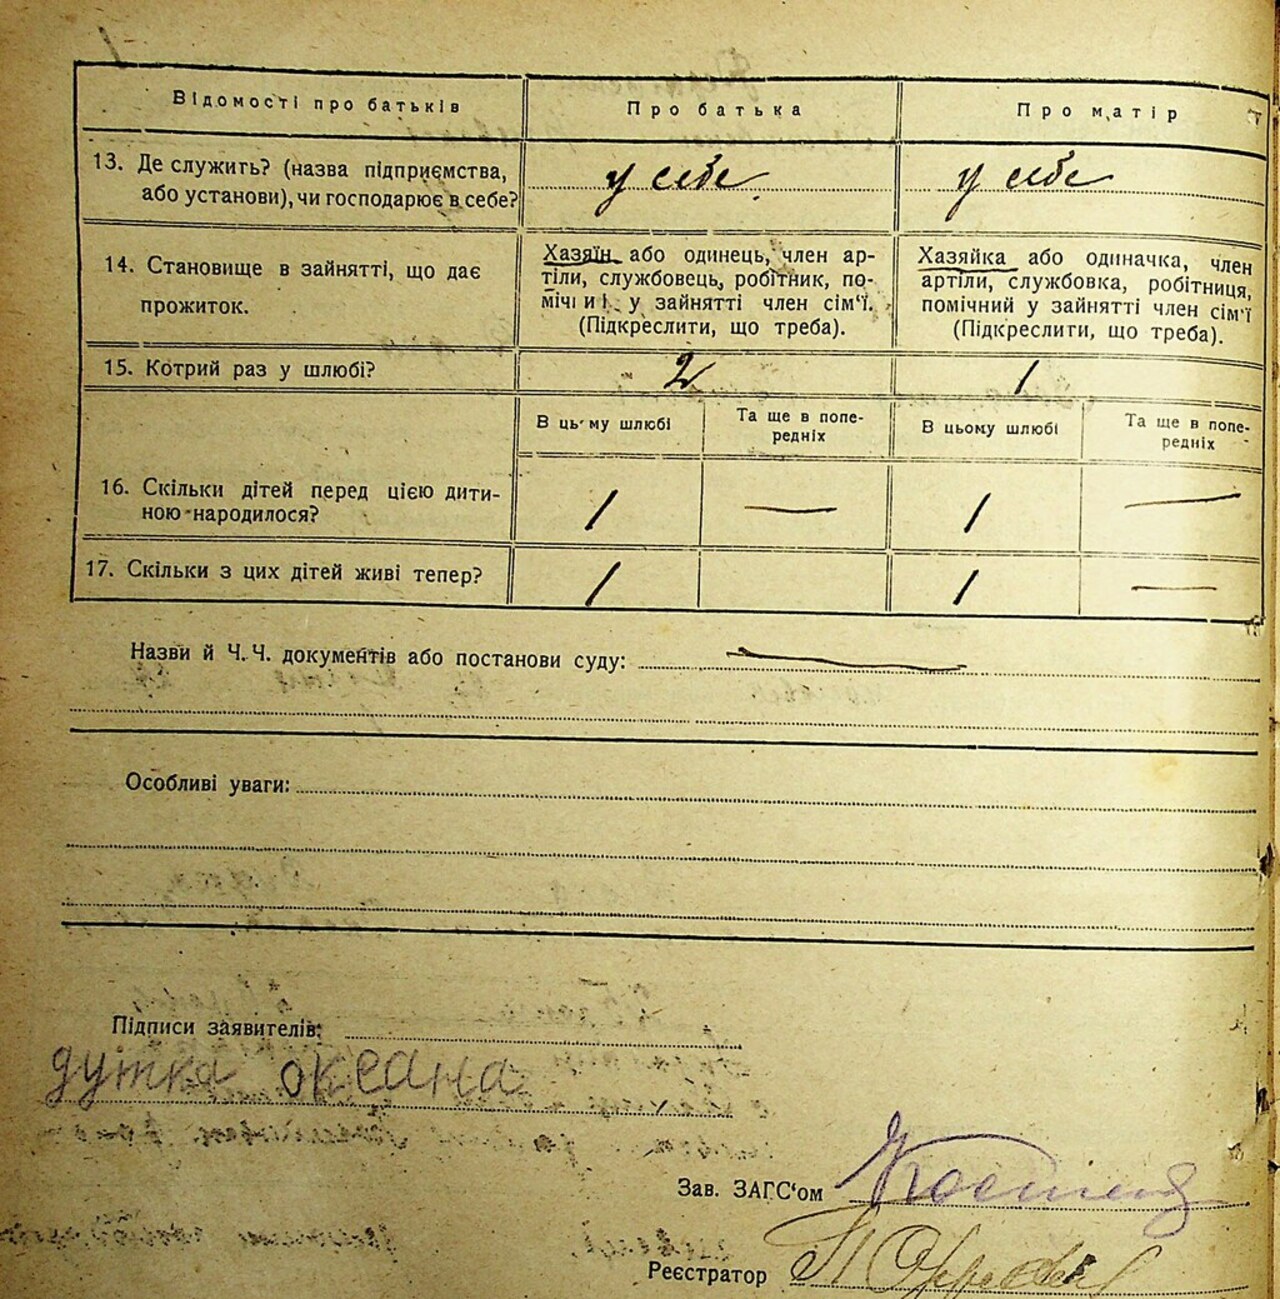 Відомості про батьків Про батька Про матір
13. Де служить? (назва підприємства, у себе у себе
або установи), чи господарює в себе?
14. Становище в зайнятті, що дає
прожиток.
Хазяїн або одинець, член ар-
тіли, службовець, робітник, по-
мічниі у зайнятті член сім'ї.
(Підкреслити, що треба).
Хазяйка або одиначка, член
артіли, службовка, робітниця,
помічний у зайнятті член сім'ї
(Підкреслити, що треба).
15. Котрий раз у шлюбі? 2 1
В цьму шлюбі Та ще в попе-
редніх
В цьому шлюбі Та ще в попе-
редніх
16. Скільки дітей перед цією дити- 1 — 1 —
ною народилося?
17. Скільки з цих дітей живі тепер? 1 1 —
Назви й Ч.Ч. документів або постанови суду: —
Особливі уваги:
Підписи заявителів:
дутка оксана
Зав. ЗАГС'ом
Реєстратор